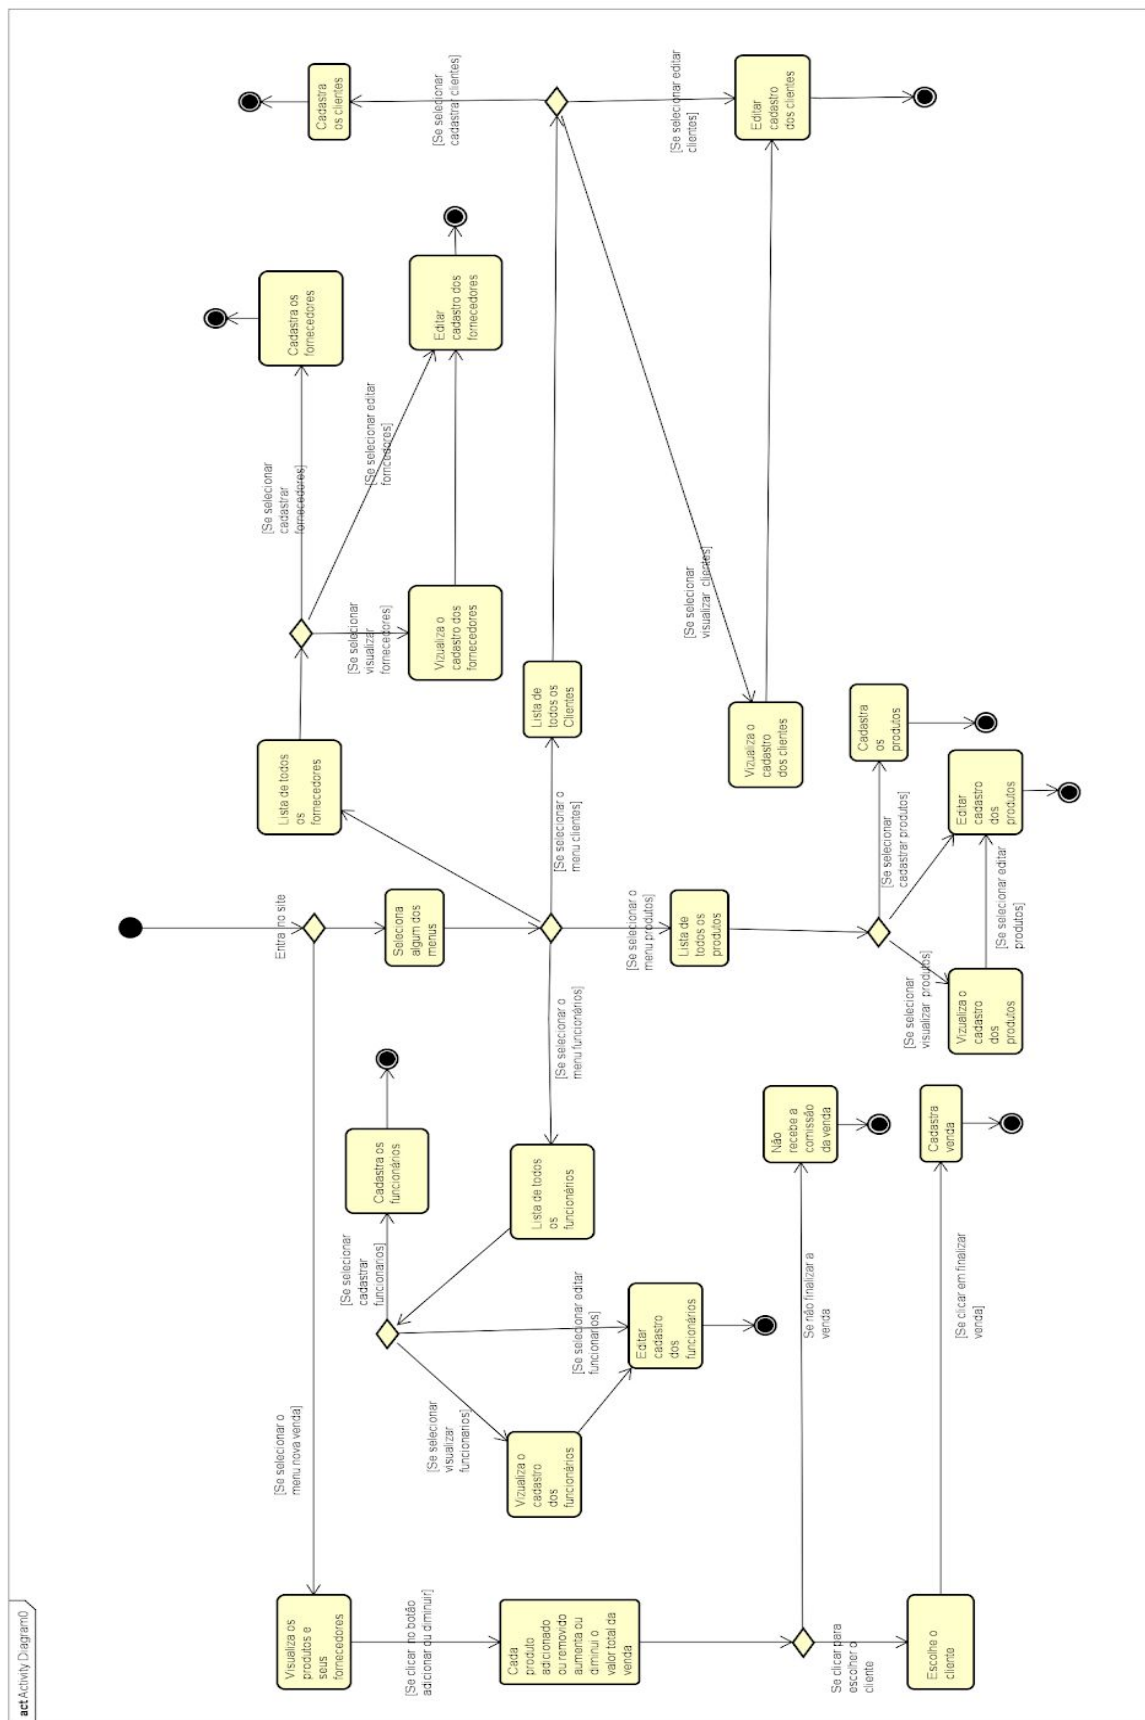 act Activity Diagram0
Visualiza os
produtos e
seus
fornecedores
[Se selecionar o
menu nova venda]
Entra no site
Lista de todos
os
fornecedores
[Se selecionar
cadastrar
fornecedores]
Cadastra os
fornecedores
Cadastra
os clientes
[Se selecionar
cadastrar funcionarios]
Cadastra os
funcionários
Seleciona
algum dos
menus
[Se selecionar
visualizar
fornecedores]
[Se selecionar editar
fornecedores]
[Se clicar no botão
adicionar ou diminuir]
[Se selecionar
visualizar
funcionarios]
Vizualiza o
cadastro dos
fornecedores
Editar
cadastro dos
fornecedores
[Se selecionar
cadastrar clientes]
Cada
produto
adicionado
ou removido
aumenta ou
diminui o
valor total da
venda
Vizualiza o
cadastro
dos
funcionários
Lista de todos
os
funcionários
[Se selecionar o
menu funcionários]
[Se selecionar o
menu clientes]
Lista de
todos os
Clientes
[Se selecionar editar
funcionarios]
Editar
cadastro
dos
funcionários
[Se selecionar o
menu produtos]
Lista de
todos os
produtos
[Se selecionar
visualizar clientes]
[Se selecionar editar
clientes]
Vizualiza o
cadastro
dos clientes
Editar
cadastro
dos clientes
Não
recebe a
comissão
da venda
Se não finalizar a
venda
Se clicar para
escolher o
cliente
Cadastra
os
produtos
[Se selecionar
cadastrar produtos]
[Se selecionar
visualizar produtos]
Escolhe o
cliente
[Se clicar em finalizar
venda]
Cadastra
venda
Vizualiza o
cadastro
dos
produtos
Editar
cadastro
dos
produtos
[Se selecionar editar
produtos]